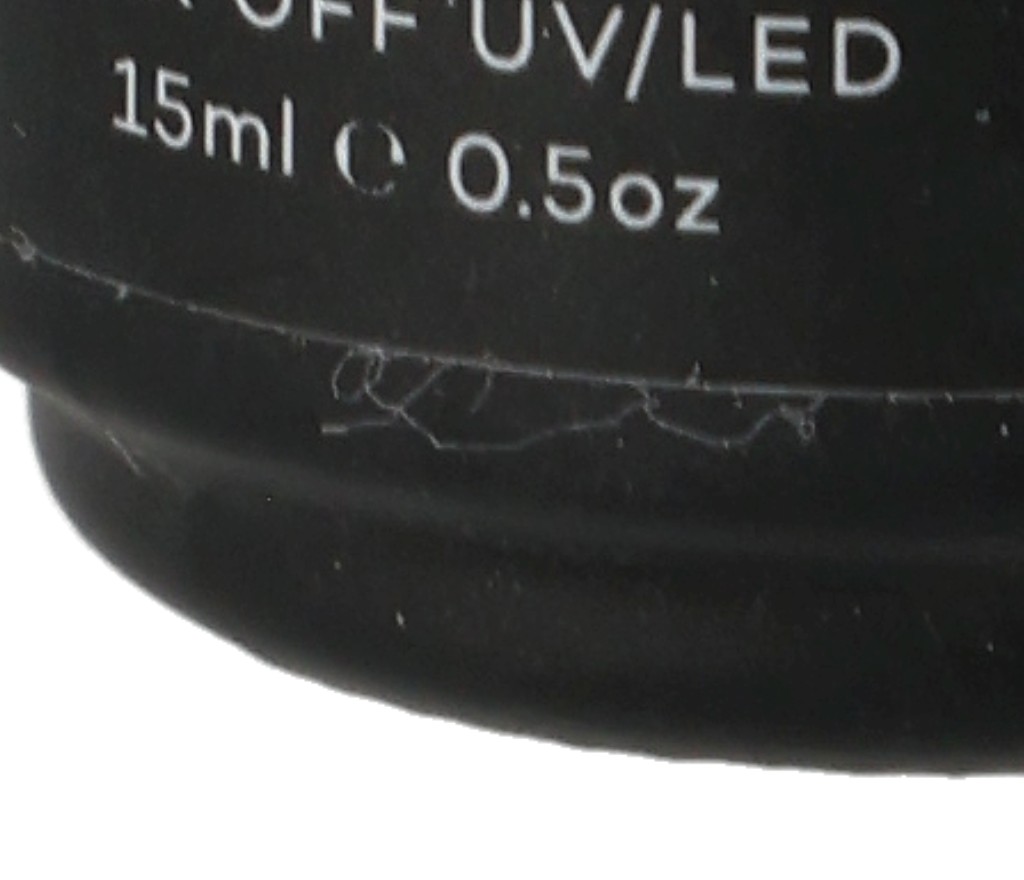 OFF UV/LED
15ml ℮ 0.5oz